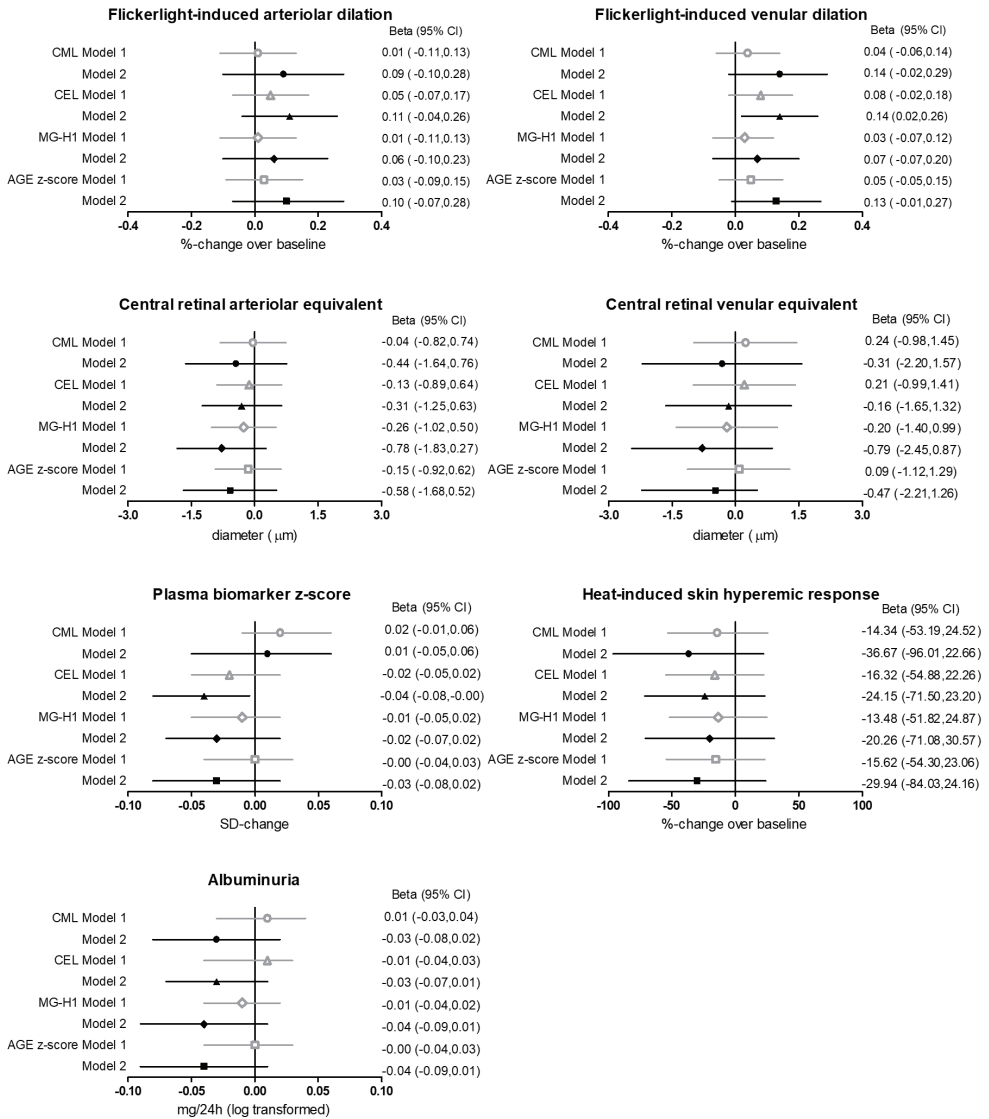 Flickerlight-induced arteriolar dilation
Beta (95% CI)
CML Model 1 0.01 (-0.11,0.13)
Model 2 0.09 (-0.10,0.28)
CEL Model 1 0.05 (-0.07,0.17)
Model 2 0.11 (-0.04,0.26)
MG-H1 Model 1 0.01 (-0.11,0.13)
Model 2 0.06 (-0.10,0.23)
AGE z-score Model 1 0.03 (-0.09,0.15)
Model 2 0.10 (-0.07,0.28)
-0.4 -0.2 0.0 0.2 0.4
%-change over baseline
Flickerlight-induced venular dilation
Beta (95% CI)
CML Model 1 0.04 (-0.06,0.14)
Model 2 0.14 (-0.02,0.29)
CEL Model 1 0.08 (-0.02,0.18)
Model 2 0.14 (0.02,0.26)
MG-H1 Model 1 0.03 (-0.07,0.12)
Model 2 0.07 (-0.07,0.20)
AGE z-score Model 1 0.05 (-0.05,0.15)
Model 2 0.13 (-0.01,0.27)
-0.4 -0.2 0.0 0.2 0.4
%-change over baseline
Central retinal arteriolar equivalent
Beta (95% CI)
CML Model 1 -0.04 (-0.82,0.74)
Model 2 -0.44 (-1.64,0.76)
CEL Model 1 -0.13 (-0.89,0.64)
Model 2 -0.31 (-1.25,0.63)
MG-H1 Model 1 -0.26 (-1.02,0.50)
Model 2 -0.78 (-1.83,0.27)
AGE z-score Model 1 -0.15 (-0.92,0.62)
Model 2 -0.58 (-1.68,0.52)
-3.0 -1.5 0.0 1.5 3.0
diameter ( μm)
Central retinal venular equivalent
Beta (95% CI)
CML Model 1 0.24 (-0.98,1.45)
Model 2 -0.31 (-2.20,1.57)
CEL Model 1 0.21 (-0.99,1.41)
Model 2 -0.16 (-1.65,1.32)
MG-H1 Model 1 -0.20 (-1.40,0.99)
Model 2 -0.79 (-2.45,0.87)
AGE z-score Model 1 0.09 (-1.12,1.29)
Model 2 -0.47 (-2.21,1.26)
-3.0 -1.5 0.0 1.5 3.0
diameter ( μm)
Plasma biomarker z-score
Beta (95% CI)
CML Model 1 0.02 (-0.01,0.06)
Model 2 0.01 (-0.05,0.06)
CEL Model 1 -0.02 (-0.05,0.02)
Model 2 -0.04 (-0.08,-0.00)
MG-H1 Model 1 -0.01 (-0.05,0.02)
Model 2 -0.02 (-0.07,0.02)
AGE z-score Model 1 -0.00 (-0.04,0.03)
Model 2 -0.03 (-0.08,0.02)
-0.10 -0.05 0.00 0.05 0.10
SD-change
Heat-induced skin hyperemic response
Beta (95% CI)
CML Model 1 -14.34 (-53.19,24.52)
Model 2 -36.67 (-96.01,22.66)
CEL Model 1 -16.32 (-54.88,22.26)
Model 2 -24.15 (-71.50,23.20)
MG-H1 Model 1 -13.48 (-51.82,24.87)
Model 2 -20.26 (-71.08,30.57)
AGE z-score Model 1 -15.62 (-54.30,23.06)
Model 2 -29.94 (-84.03,24.16)
-100 -50 0 50 100
%-change over baseline
Albuminuria
Beta (95% CI)
CML Model 1 0.01 (-0.03,0.04)
Model 2 -0.03 (-0.08,0.02)
CEL Model 1 -0.01 (-0.04,0.03)
Model 2 -0.03 (-0.07,0.01)
MG-H1 Model 1 -0.01 (-0.04,0.02)
Model 2 -0.04 (-0.09,0.01)
AGE z-score Model 1 -0.00 (-0.04,0.03)
Model 2 -0.04 (-0.09,0.01)
-0.10 -0.05 0.00 0.05 0.10
mg/24h (log transformed)